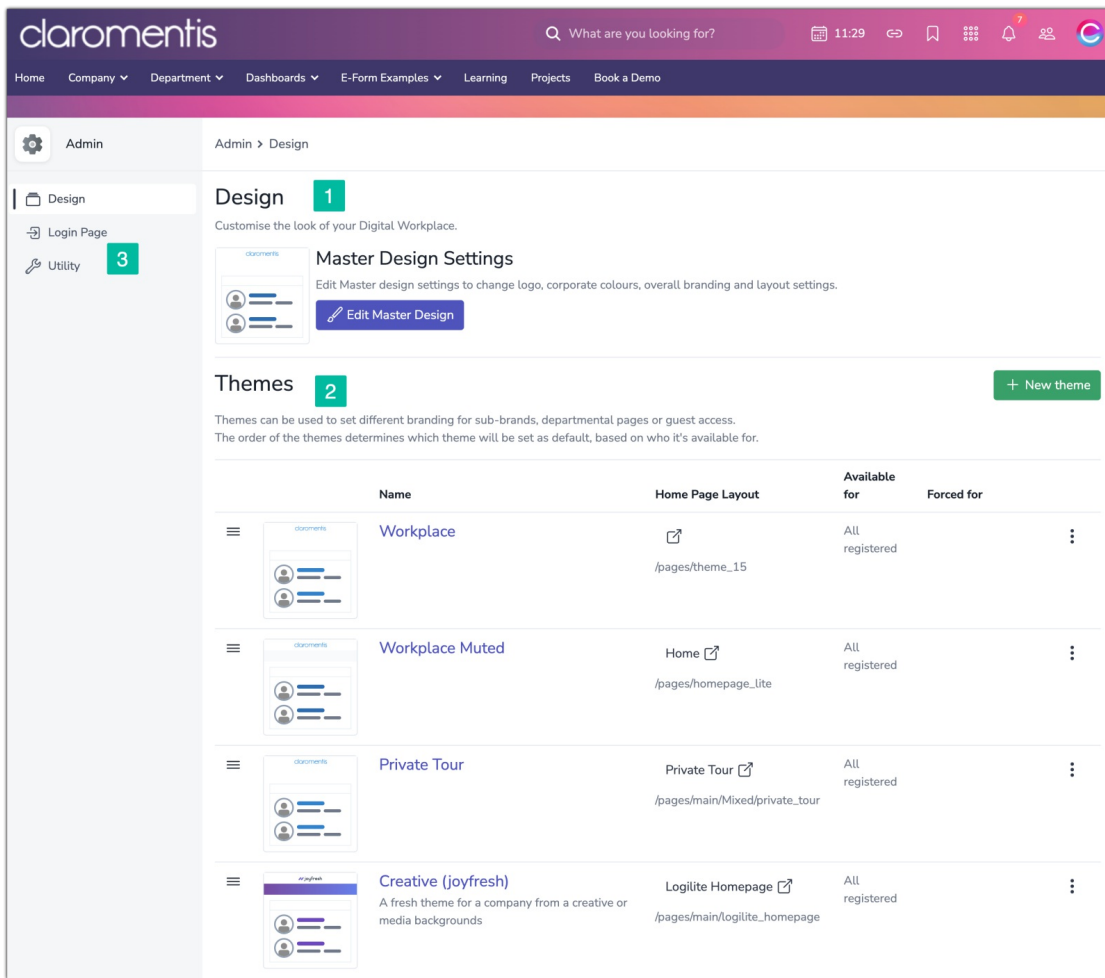 claromentis
What are you looking for?
11:29
7
Home Company Department Dashboards E-Form Examples Learning Projects Book a Demo
Admin
Admin > Design
Design
Login Page
Utility
3
Design 1
Customise the look of your Digital Workplace.
claromentis
Master Design Settings
Edit Master design settings to change logo, corporate colours, overall branding and layout settings.
Edit Master Design
Themes 2
+ New theme
Themes can be used to set different branding for sub-brands, departmental pages or guest access.
The order of the themes determines which theme will be set as default, based on who it's available for.
Name Home Page Layout Available for Forced for
claromentis
Workplace
/pages/theme_15
All registered
claromentis
Workplace Muted
Home
/pages/homepage_lite
All registered
claromentis
Private Tour
Private Tour
/pages/main/Mixed/private_tour
All registered
joyfresh
Creative (joyfresh)
A fresh theme for a company from a creative or
media backgrounds
Logilite Homepage
/pages/main/logilite_homepage
All registered